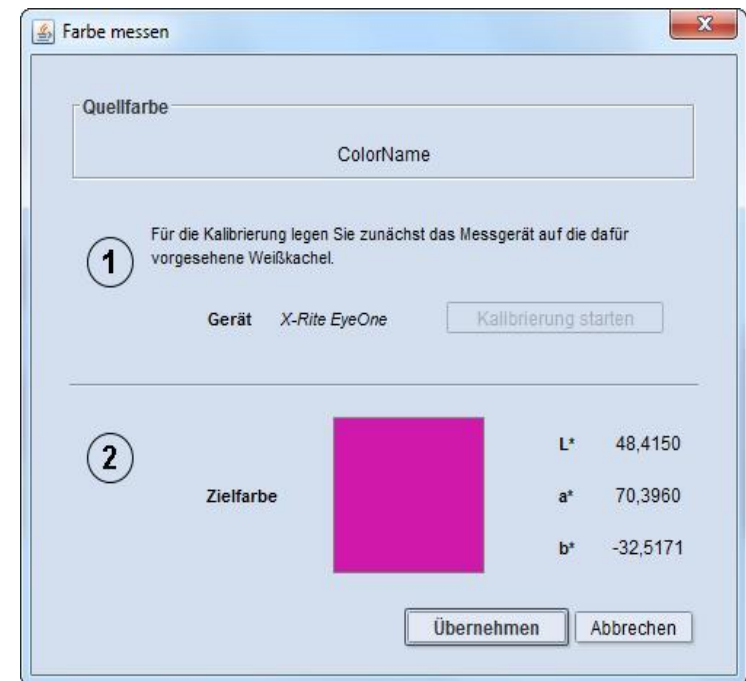 Farbe messen
Quellfarbe
ColorName
1
Für die Kalibrierung legen Sie zunächst das Messgerät auf die dafür
vorgesehene Weißkachel.
Gerät X-Rite EyeOne Kalibrierung starten
2
L* 48,4150
Zielfarbe a* 70,3960
b* -32,5171
Übernehmen Abbrechen